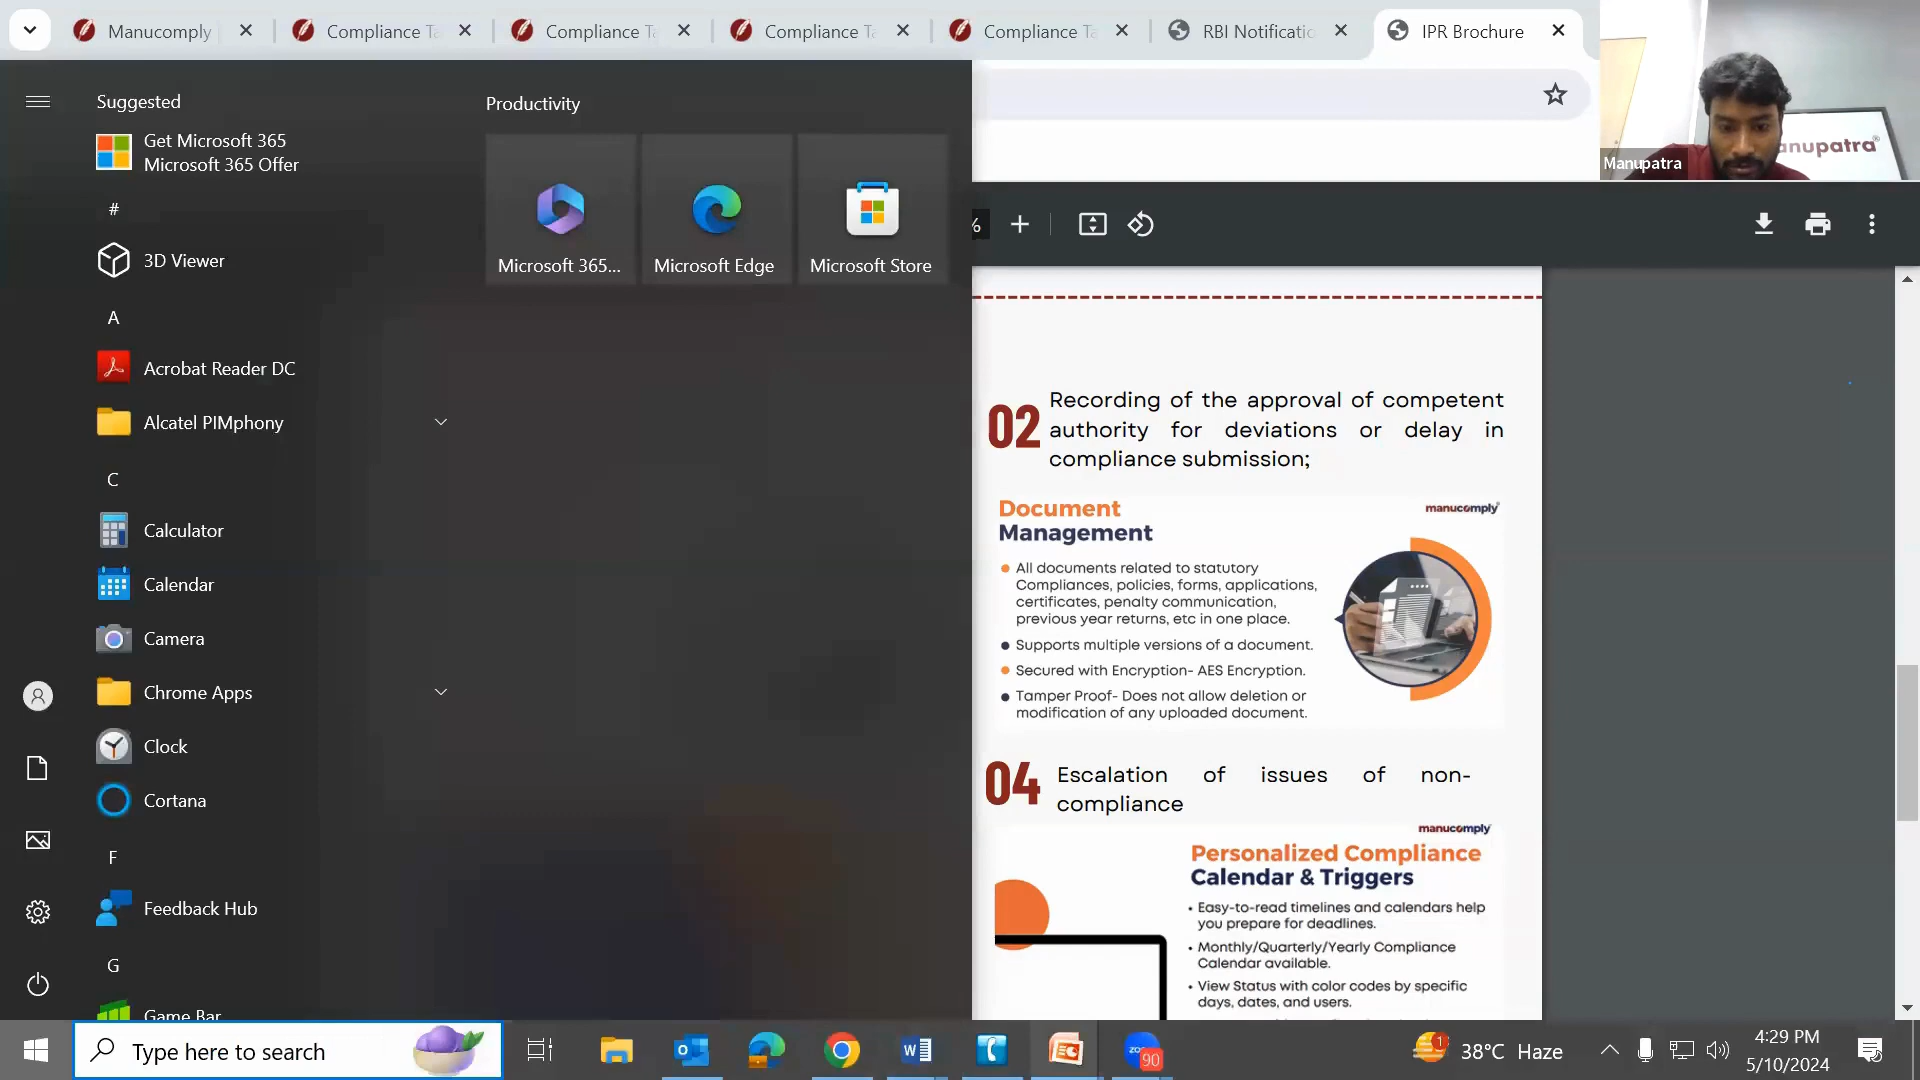 Manucomply
Compliance Ta
Compliance Ta
Compliance Ta
Compliance Ta
RBI Notificatio
IPR Brochure
Suggested
Get Microsoft 365
Microsoft 365 Offer
#
3D Viewer
A
Acrobat Reader DC
Alcatel PIMphony
C
Calculator
Calendar
Camera
Chrome Apps
Clock
Cortana
F
Feedback Hub
G
Game Bar
Productivity
Microsoft 365...
Microsoft Edge
Microsoft Store
%
anupatra®
Manupatra
02
Recording of the approval of competent
authority for deviations or delay in
compliance submission;
Document
Management
manucomply®
All documents related to statutory
Compliances, policies, forms, applications,
certificates, penalty communication,
previous year returns, etc in one place.
Supports multiple versions of a document.
Secured with Encryption- AES Encryption.
Tamper Proof- Does not allow deletion or
modification of any uploaded document.
04
Escalation of issues of non-
compliance
manucomply
Personalized Compliance
Calendar & Triggers
• Easy-to-read timelines and calendars help
you prepare for deadlines.
• Monthly/Quarterly/Yearly Compliance
Calendar available.
• View Status with color codes by specific
days, dates, and users.
Type here to search
90
1
38°C Haze
4:29 PM
5/10/2024